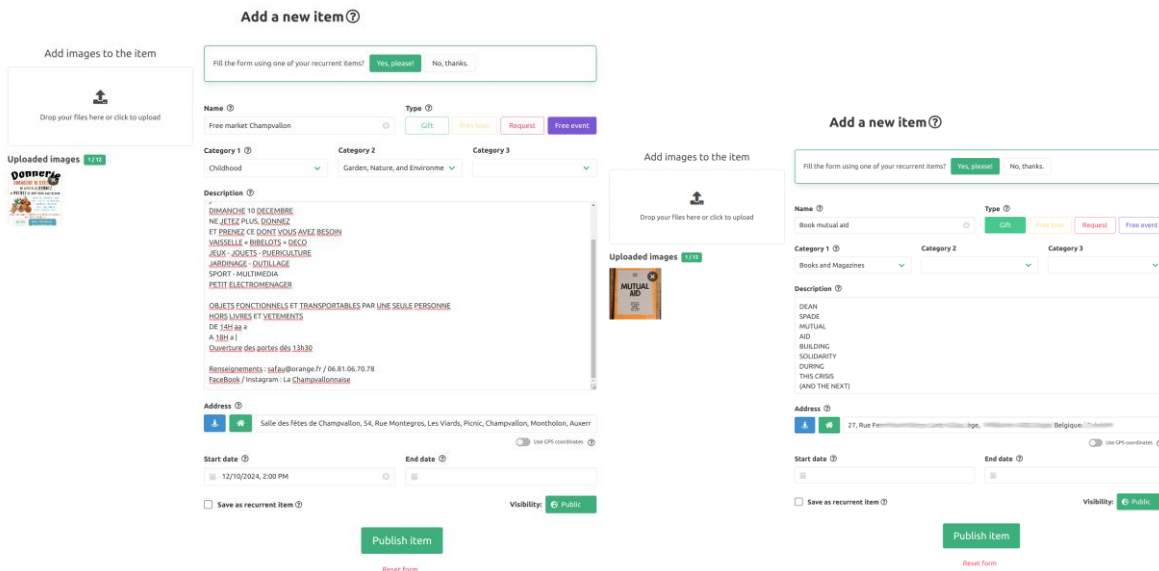 Add a new item
Add images to the item
Drop your files here or click to upload
Uploaded images 1/12
Donnerie
Fill the form using one of your recurrent items? Yes, please! No, thanks.
Name
Type
Free market Champvallon
Gift
Free loan
Request
Free event
Category 1
Category 2
Category 3
Childhood
Garden, Nature, and Environme
Description
DIMANCHE 10 DECEMBRE
NE JETEZ PLUS, DONNEZ
ET PRENEZ CE DONT VOUS AVEZ BESOIN
VAISSELLE « BIBELOTS » DECO
JEUX - JOUETS - PUERICULTURE
JARDINAGE - OUTILLAGE
SPORT - MULTIMEDIA
PETIT ELECTROMENAGER
OBJETS FONCTIONNELS ET TRANSPORTABLES PAR UNE SEULE PERSONNE
HORS LIVRES ET VETEMENTS
DE 14H aa a
A 18H a |
Ouverture des portes dès 13h30
Renseignements : safau@orange.fr / 06.81.06.70.78
FaceBook / Instagram : La Champvallonnaise
Address
Salle des fêtes de Champvallon, 54, Rue Montegros, Les Viards, Picnic, Champvallon, Montholon, Auxerr
Use GPS coordinates
Start date
End date
12/10/2024, 2:00 PM
Save as recurrent item
Visibility: Public
Publish item
Reset form
Add a new item
Add images to the item
Drop your files here or click to upload
Uploaded images 1/12
MUTUAL
AID
Fill the form using one of your recurrent items? Yes, please! No, thanks.
Name
Type
Book mutual aid
Gift
Free loan
Request
Free event
Category 1
Category 2
Category 3
Books and Magazines
Description
DEAN
SPADE
MUTUAL
AID
BUILDING
SOLIDARITY
DURING
THIS CRISIS
(AND THE NEXT)
Address
27, Rue Belgique
Use GPS coordinates
Start date
End date
Save as recurrent item
Visibility: Public
Publish item
Reset form